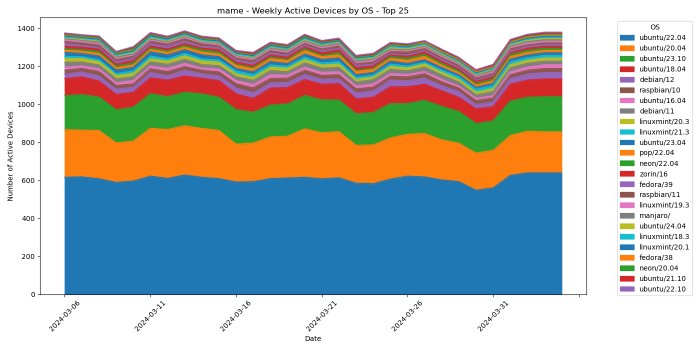 mame - Weekly Active Devices by OS - Top 25
Number of Active Devices
1400
1200
1000
800
600
400
200
0
2024-03-06
2024-03-11
2024-03-16
2024-03-21
2024-03-26
2024-03-31
Date
OS
ubuntu/22.04
ubuntu/20.04
ubuntu/23.10
ubuntu/18.04
debian/12
raspbian/10
ubuntu/16.04
debian/11
linuxmint/20.3
linuxmint/21.3
ubuntu/23.04
pop/22.04
neon/22.04
zorin/16
fedora/39
raspbian/11
linuxmint/19.3
manjaro/
ubuntu/24.04
linuxmint/18.3
linuxmint/20.1
fedora/38
neon/20.04
ubuntu/21.10
ubuntu/22.10